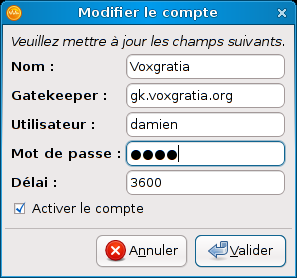 Modifier le compte
Veuillez mettre à jour les champs suivants.
Nom : Voxgratia
Gatekeeper : gk.voxgratia.org
Utilisateur : damien
Mot de passe : ●●●●
Délai : 3600
Activer le compte
Annuler Valider